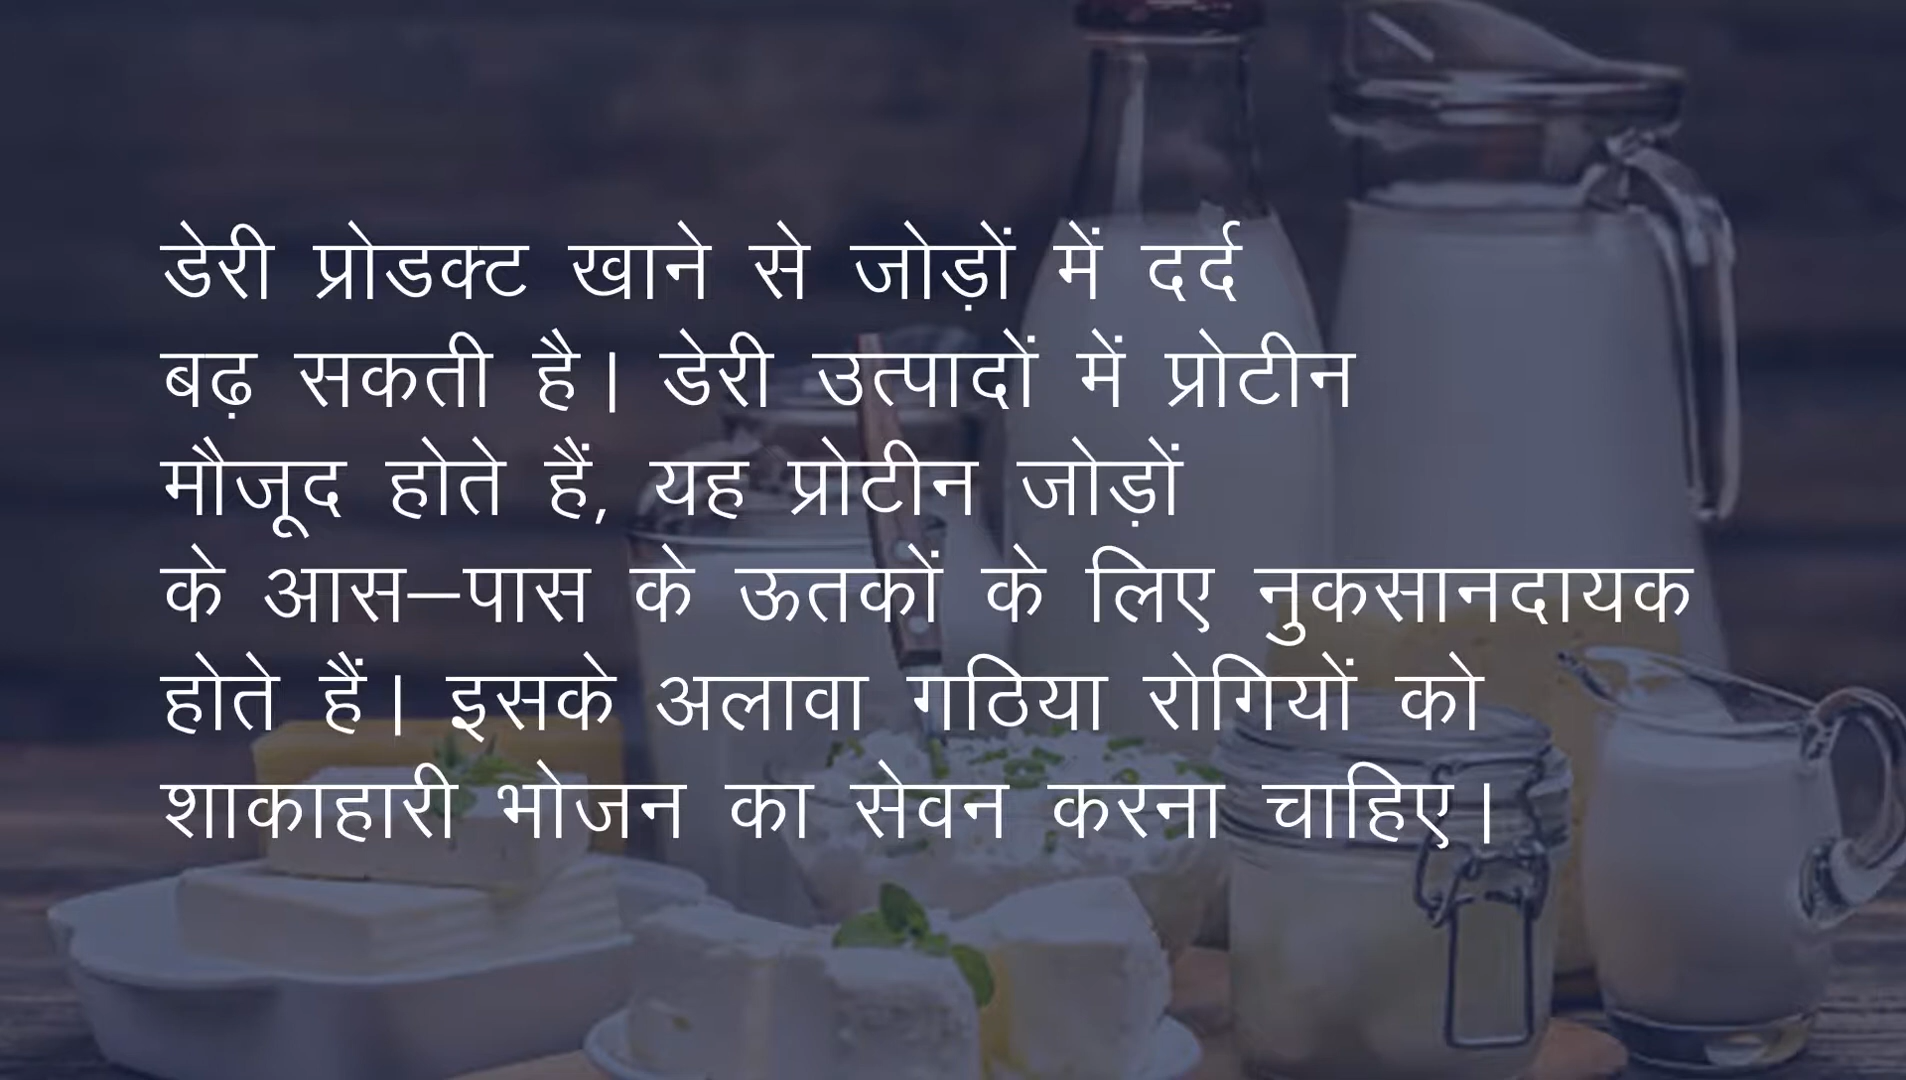 डेरी प्रोडक्ट खाने से जोड़ों में दर्द
बढ़ सकती है। डेरी उत्पादों में प्रोटीन
मौजूद होते हैं, यह प्रोटीन जोड़ों
के आस–पास के ऊतकों के लिए नुकसानदायक
होते हैं। इसके अलावा गठिया रोगियों को
शाकाहारी भोजन का सेवन करना चाहिए।